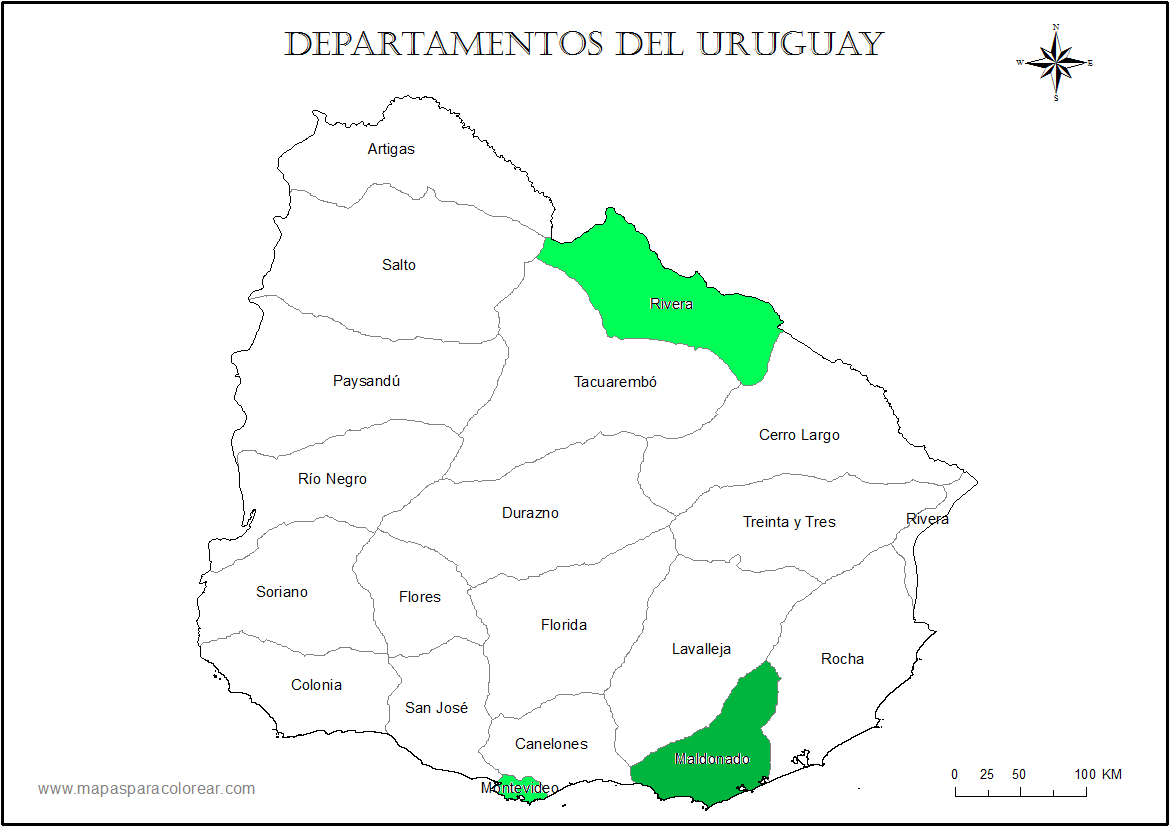 DEPARTAMENTOS DEL URUGUAY
N
W E
S
Artigas
Salto
Rivera
Paysandú
Tacuarembó
Cerro Largo
Río Negro
Durazno
Treinta y Tres
Rivera
Soriano
Flores
Florida
Lavalleja
Rocha
Colonia
San José
Canelones
Maldonado
Montevideo
www.mapasparacolorear.com
0 25 50 100 KM